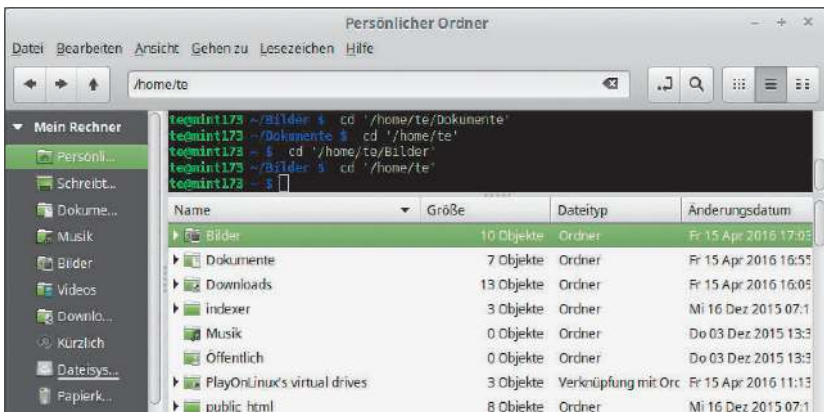 Persönlicher Ordner
Datei Bearbeiten Ansicht Gehen zu Lesezeichen Hilfe
/home/te
Mein Rechner
Persönli...
Schreibt...
Dokume...
Musik
Bilder
Videos
Downlo...
Kürzlich
Dateisys...
Papierk...
te@mint173 ~/Bilder $ cd '/home/te/Dokumente'
te@mint173 ~/Dokumente $ cd '/home/te'
te@mint173 ~ $ cd '/home/te/Bilder'
te@mint173 ~/Bilder $ cd '/home/te'
te@mint173 ~ $
Name Größe Dateityp Änderungsdatum
Bilder 10 Objekte Ordner Fr 15 Apr 2016 17:03
Dokumente 7 Objekte Ordner Fr 15 Apr 2016 16:55
Downloads 13 Objekte Ordner Fr 15 Apr 2016 16:05
indexer 3 Objekte Ordner Mi 16 Dez 2015 07:1
Musik 0 Objekte Ordner Do 03 Dez 2015 13:3
Öffentlich 0 Objekte Ordner Do 03 Dez 2015 13:3
PlayOnLinux's virtual drives 3 Objekte Verknüpfung mit Orc Fr 15 Apr 2016 11:13
public_html 8 Objekte Ordner Mi 16 Dez 2015 07:1